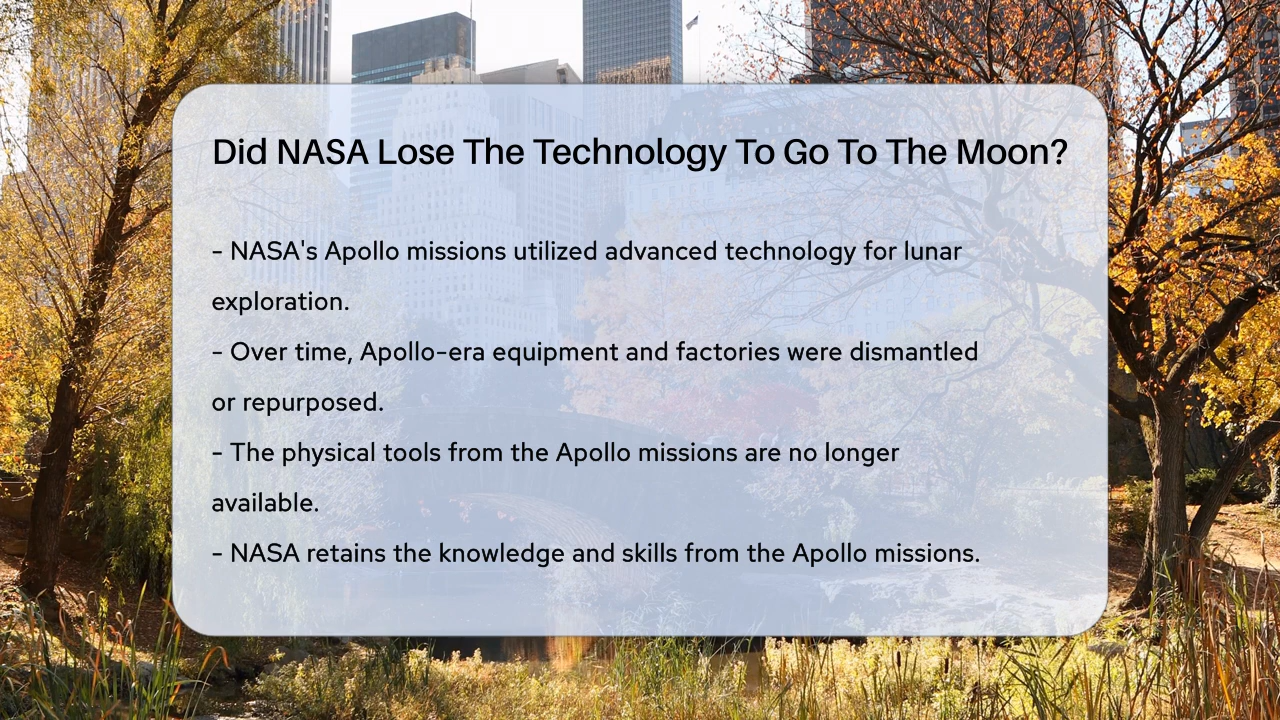 Did NASA Lose The Technology To Go To The Moon?
- NASA's Apollo missions utilized advanced technology for lunar
exploration.
- Over time, Apollo-era equipment and factories were dismantled
or repurposed.
- The physical tools from the Apollo missions are no longer
available.
- NASA retains the knowledge and skills from the Apollo missions.